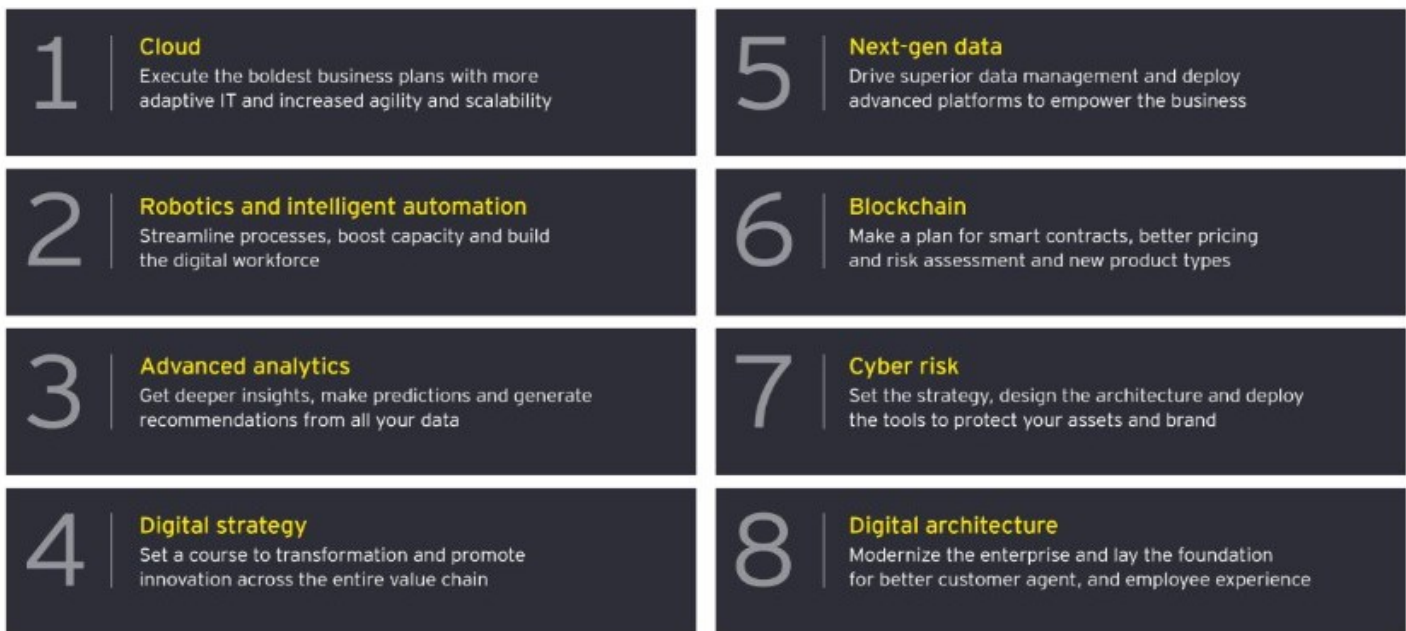 1
Cloud
Execute the boldest business plans with more
adaptive IT and increased agility and scalability
2
Robotics and intelligent automation
Streamline processes, boost capacity and build
the digital workforce
3
Advanced analytics
Get deeper insights, make predictions and generate
recommendations from all your data
4
Digital strategy
Set a course to transformation and promote
innovation across the entire value chain
5
Next-gen data
Drive superior data management and deploy
advanced platforms to empower the business
6
Blockchain
Make a plan for smart contracts, better pricing
and risk assessment and new product types
7
Cyber risk
Set the strategy, design the architecture and deploy
the tools to protect your assets and brand
8
Digital architecture
Modernize the enterprise and lay the foundation
for better customer agent, and employee experience